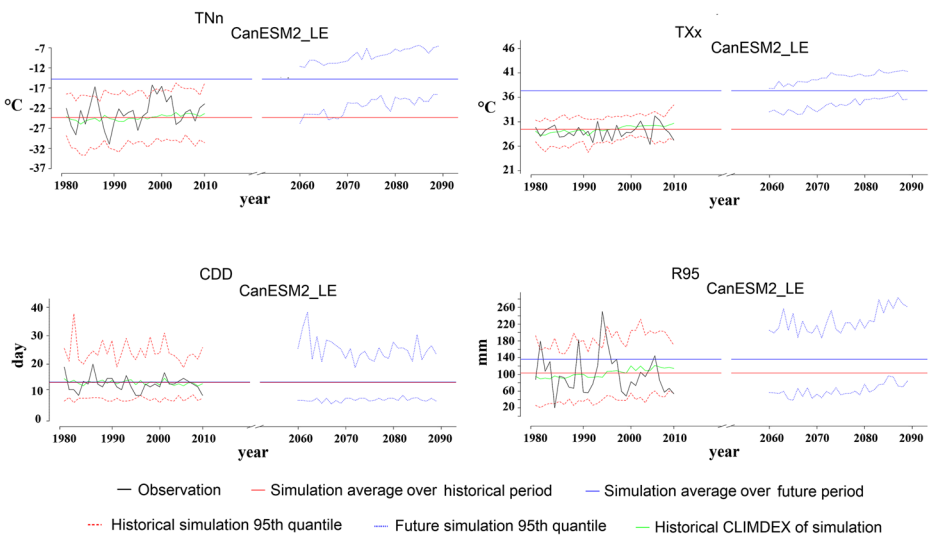 TNn
CanESM2_LE
-7
-12
-17
-22
-27
-32
-37
°C
1980 1990 2000 2010 2060 2070 2080 2090
year
TXx
CanESM2_LE
46
41
36
31
26
21
°C
1980 1990 2000 2010 2060 2070 2080 2090
year
CDD
CanESM2_LE
40
30
20
10
0
day
1980 1990 2000 2010 2060 2070 2080 2090
year
R95
CanESM2_LE
260
220
180
140
100
60
20
mm
1980 1990 2000 2010 2060 2070 2080 2090
year
Observation Simulation average over historical period Simulation average over future period
Historical simulation 95th quantile Future simulation 95th quantile Historical CLIMDEX of simulation